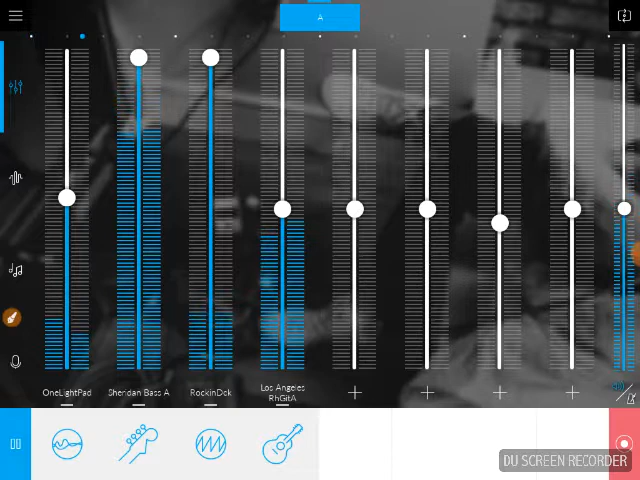 A
OneLightPad
Sheridan Bass A
RockinDck
Los Angeles
RhGitA
DU SCREEN RECORDER